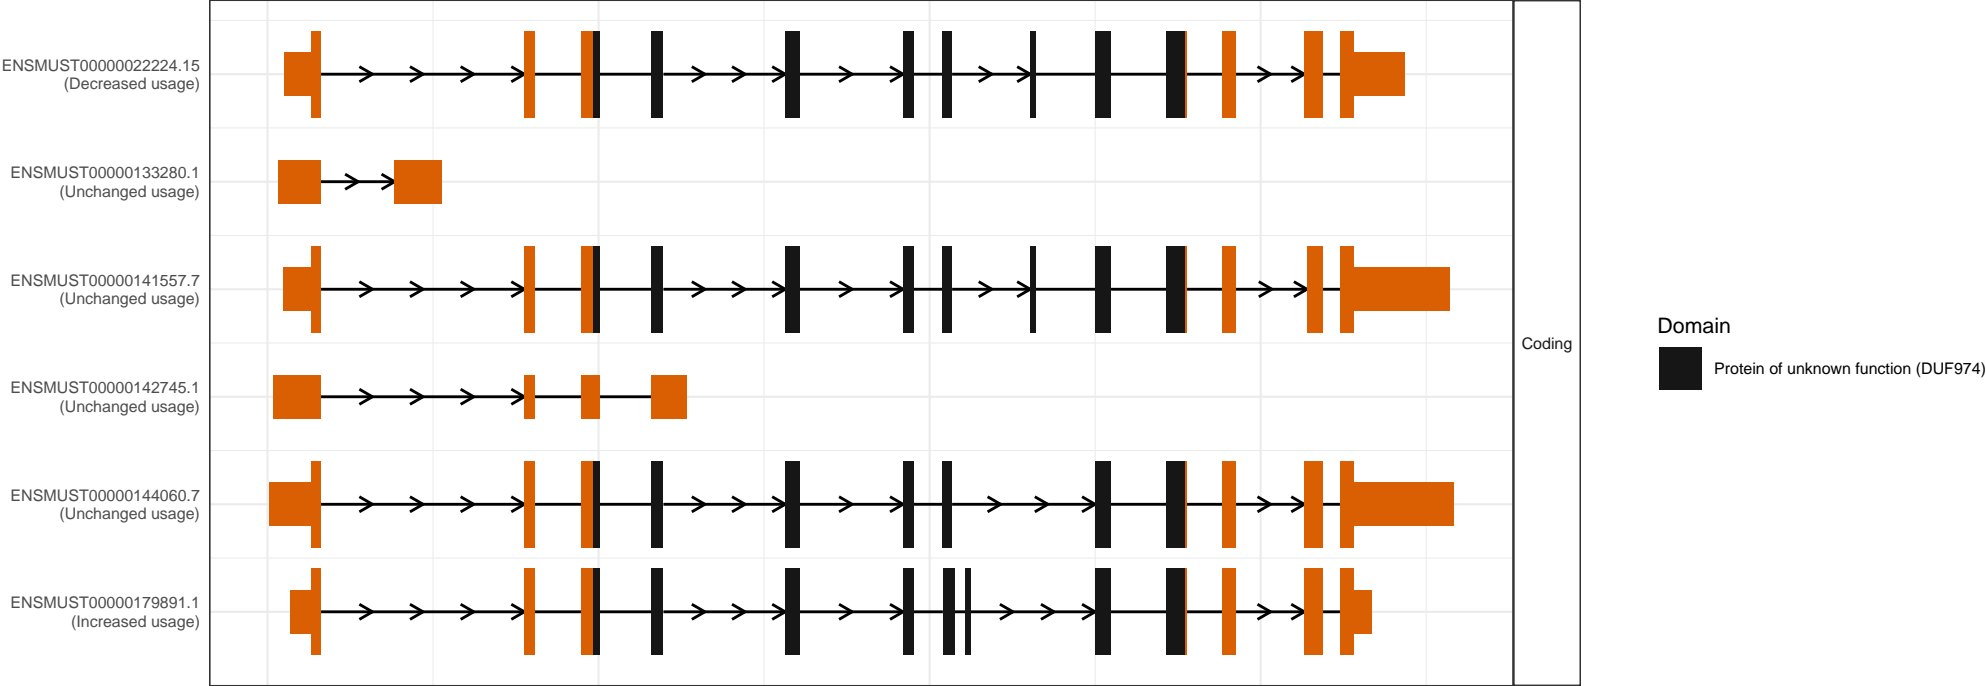 ENSMUST00000022224.15
(Decreased usage)
ENSMUST00000133280.1
(Unchanged usage)
ENSMUST00000141557.7
(Unchanged usage)
ENSMUST00000142745.1
(Unchanged usage)
ENSMUST00000144060.7
(Unchanged usage)
ENSMUST00000179891.1
(Increased usage)
Coding
Domain
Protein of unknown function (DUF974)